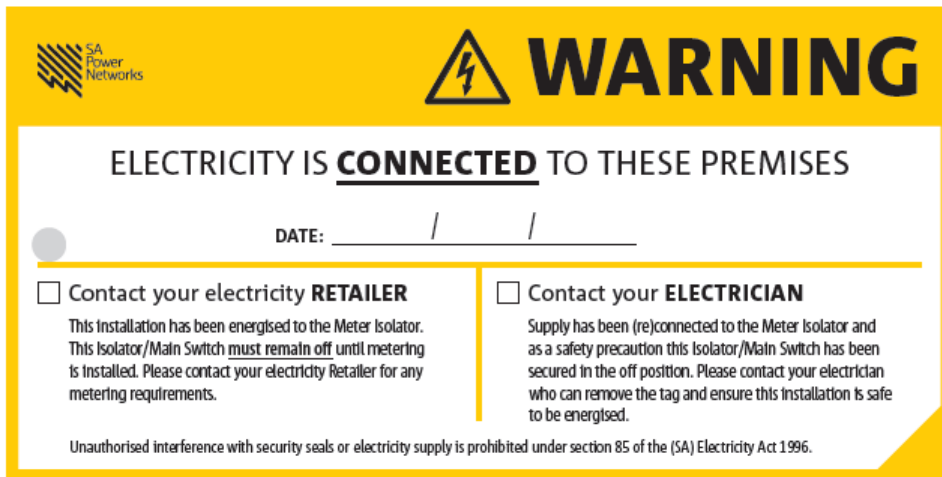 SA
Power
Networks
WARNING
ELECTRICITY IS CONNECTED TO THESE PREMISES
DATE: / /
Contact your electricity RETAILER
This installation has been energised to the Meter Isolator.
This Isolator/Main Switch must remain off until metering
is installed. Please contact your electricity Retailer for any
metering requirements.
Contact your ELECTRICIAN
Supply has been (re)connected to the Meter Isolator and
as a safety precaution this Isolator/Main Switch has been
secured in the off position. Please contact your electrician
who can remove the tag and ensure this installation is safe
to be energised.
Unauthorised interference with security seals or electricity supply is prohibited under section 85 of the (SA) Electricity Act 1996.